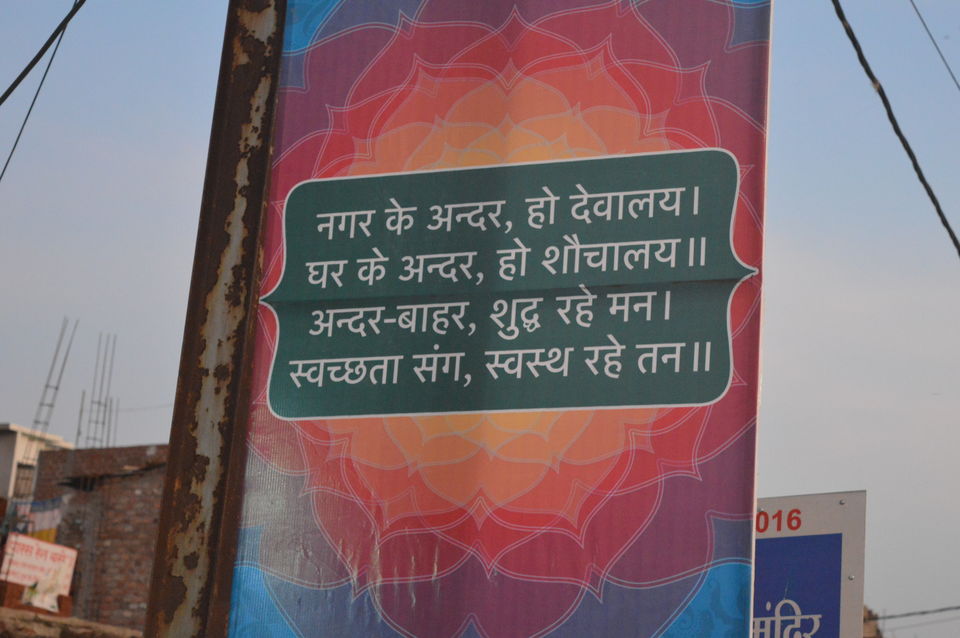 नगर के अन्दर, हो देवालय।
घर के अन्दर, हो शौचालय॥
अन्दर-बाहर, शुद्ध रहे मन।
स्वच्छता संग, स्वस्थ रहे तन॥
016
मंदिर